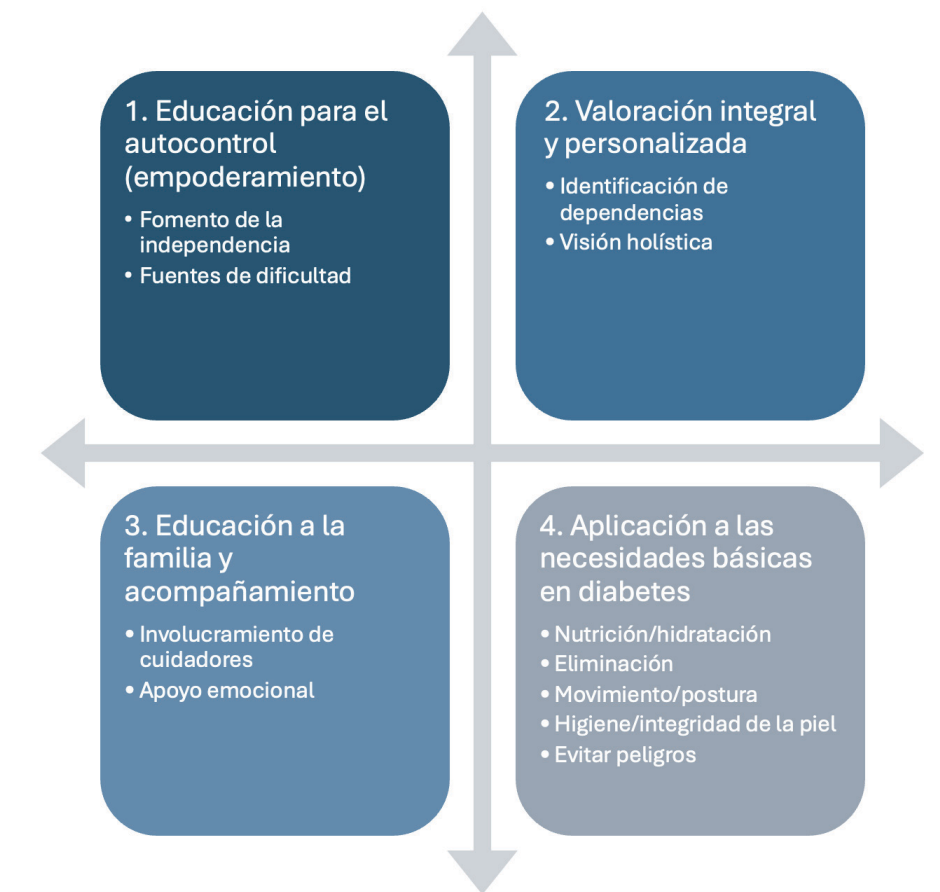 1. Educación para el
autocontrol
(empoderamiento)
• Fomento de la
independencia
• Fuentes de dificultad
2. Valoración integral
y personalizada
• Identificación de
dependencias
• Visión holística
3. Educación a la
familia y
acompañamiento
• Involucramiento de
cuidadores
• Apoyo emocional
4. Aplicación a las
necesidades básicas
en diabetes
• Nutrición/hidratación
• Eliminación
• Movimiento/postura
• Higiene/integridad de la piel
• Evitar peligros